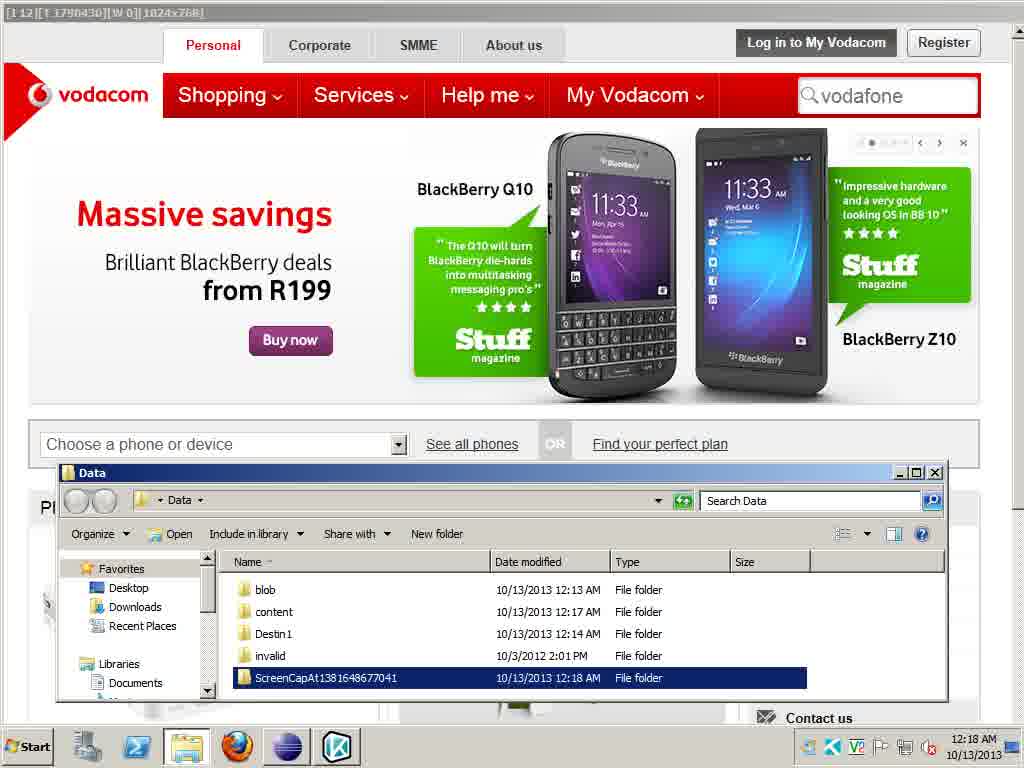 [I 12][T 1790430][W 0][1024x768]
Personal
Corporate
SMME
About us
Log in to My Vodacom
Register
vodacom
Shopping
Services
Help me
My Vodacom
vodafone
Massive savings
Brilliant BlackBerry deals
from R199
Buy now
BlackBerry Q10
"The Q10 will turn
BlackBerry die-hards
into multitasking
messaging pro's"
Stuff
magazine
BlackBerry
11:33 AM
11:33 AM
Wed, Mar 6
BlackBerry
"Impressive hardware
and a very good
looking OS in BB 10"
Stuff
magazine
BlackBerry Z10
Choose a phone or device
See all phones
OR
Find your perfect plan
Data
Data
Search Data
Organize
Open
Include in library
Share with
New folder
Favorites
Desktop
Downloads
Recent Places
Libraries
Documents
Name
Date modified
Type
Size
blob 10/13/2013 12:13 AM File folder
content 10/13/2013 12:17 AM File folder
Destin1 10/13/2013 12:14 AM File folder
invalid 10/3/2012 2:01 PM File folder
ScreenCapAt1381648677041 10/13/2013 12:18 AM File folder
Contact us
Start
12:18 AM
10/13/2013